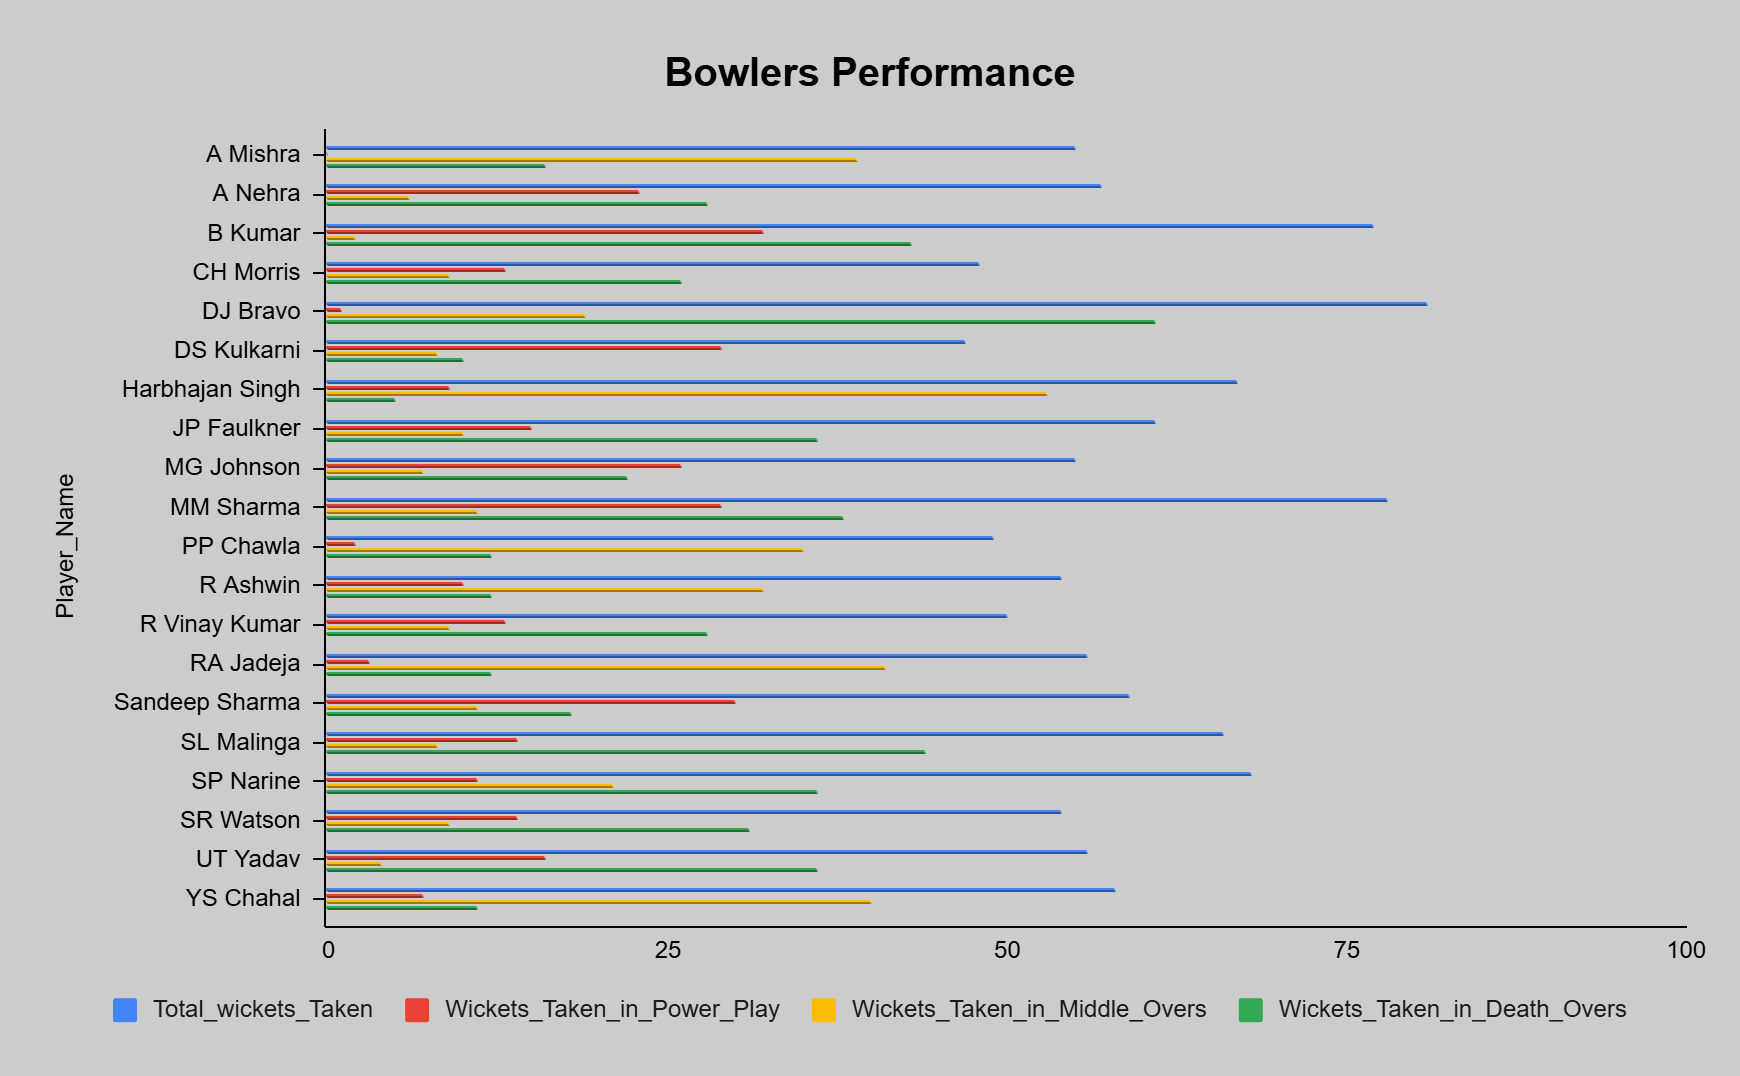 Bowlers Performance
Player_Name
A Mishra
A Nehra
B Kumar
CH Morris
DJ Bravo
DS Kulkarni
Harbhajan Singh
JP Faulkner
MG Johnson
MM Sharma
PP Chawla
R Ashwin
R Vinay Kumar
RA Jadeja
Sandeep Sharma
SL Malinga
SP Narine
SR Watson
UT Yadav
YS Chahal
0 25 50 75 100
Total_wickets_Taken Wickets_Taken_in_Power_Play Wickets_Taken_in_Middle_Overs Wickets_Taken_in_Death_Overs